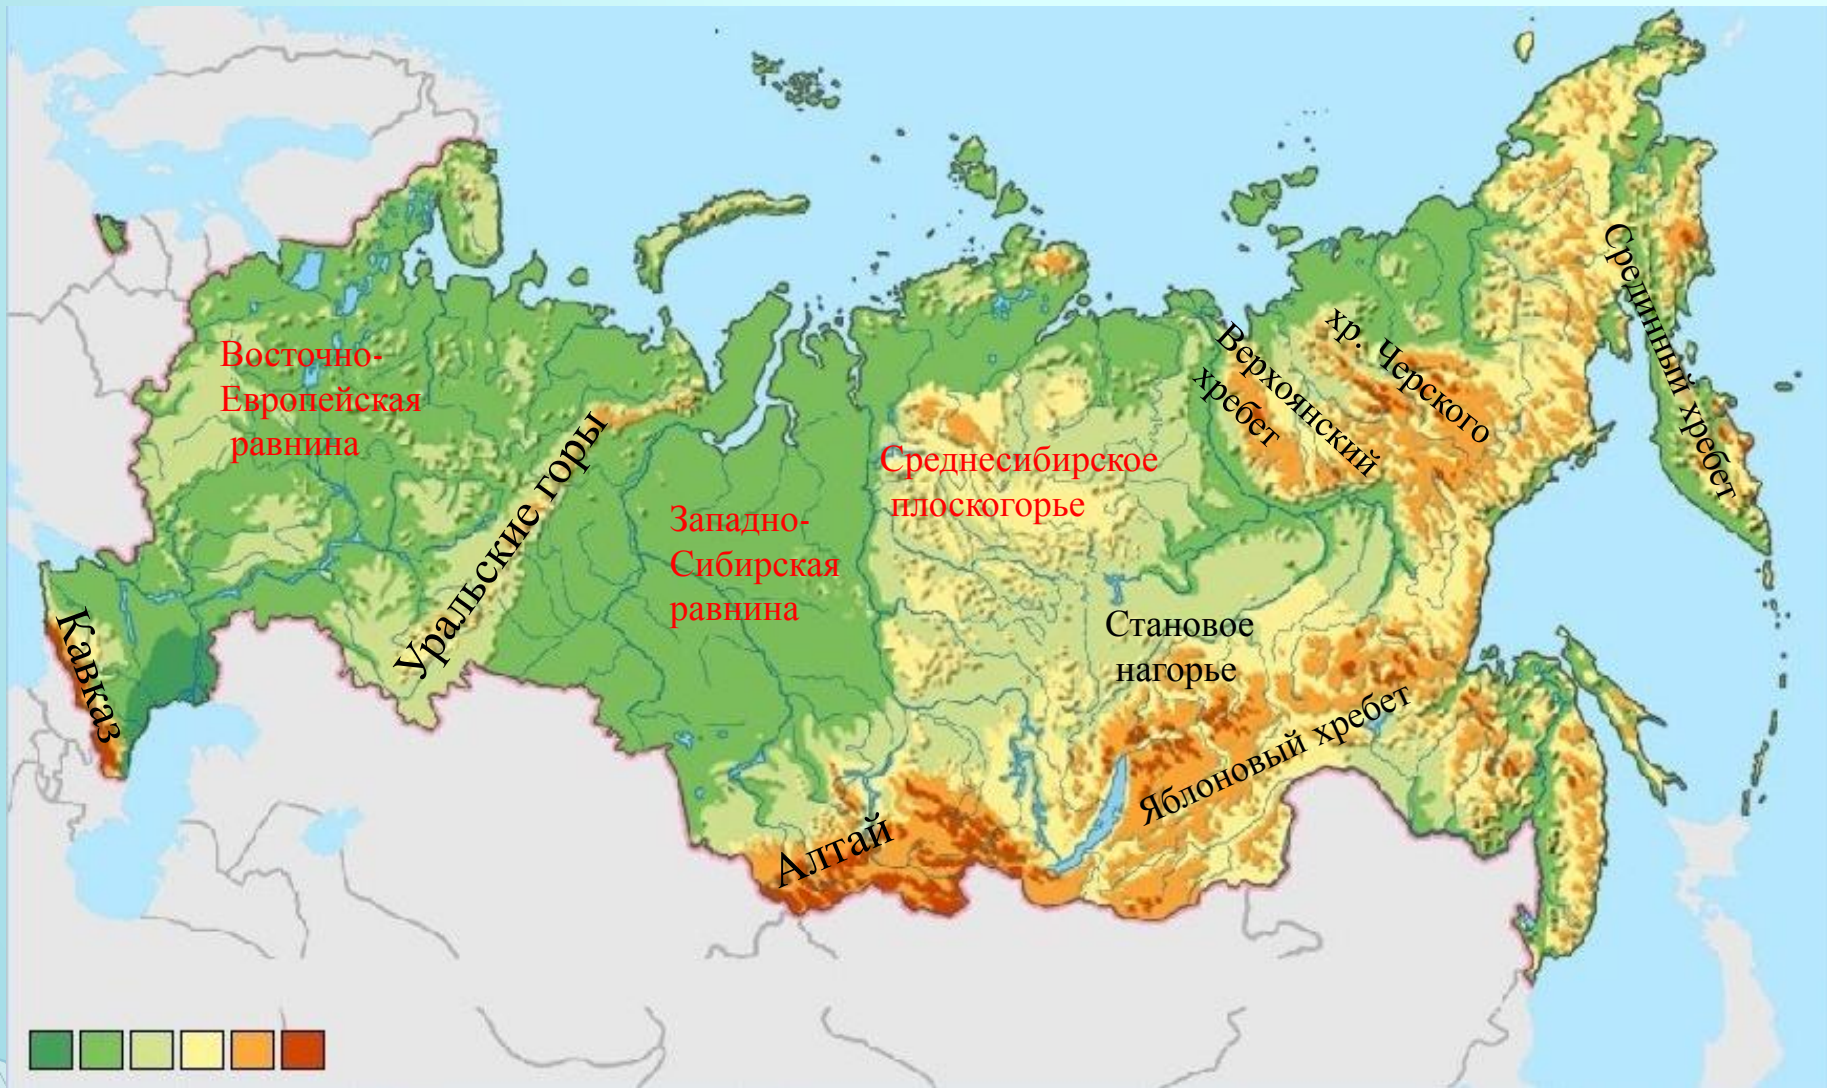 Восточно-
Европейская
равнина
Уральские горы
Кавказ
Западно-
Сибирская
равнина
Среднесибирское
плоскогорье
Верхоянский
хребет
хр. Черского
Срединный хребет
Становое
нагорье
Яблоновый хребет
Алтай